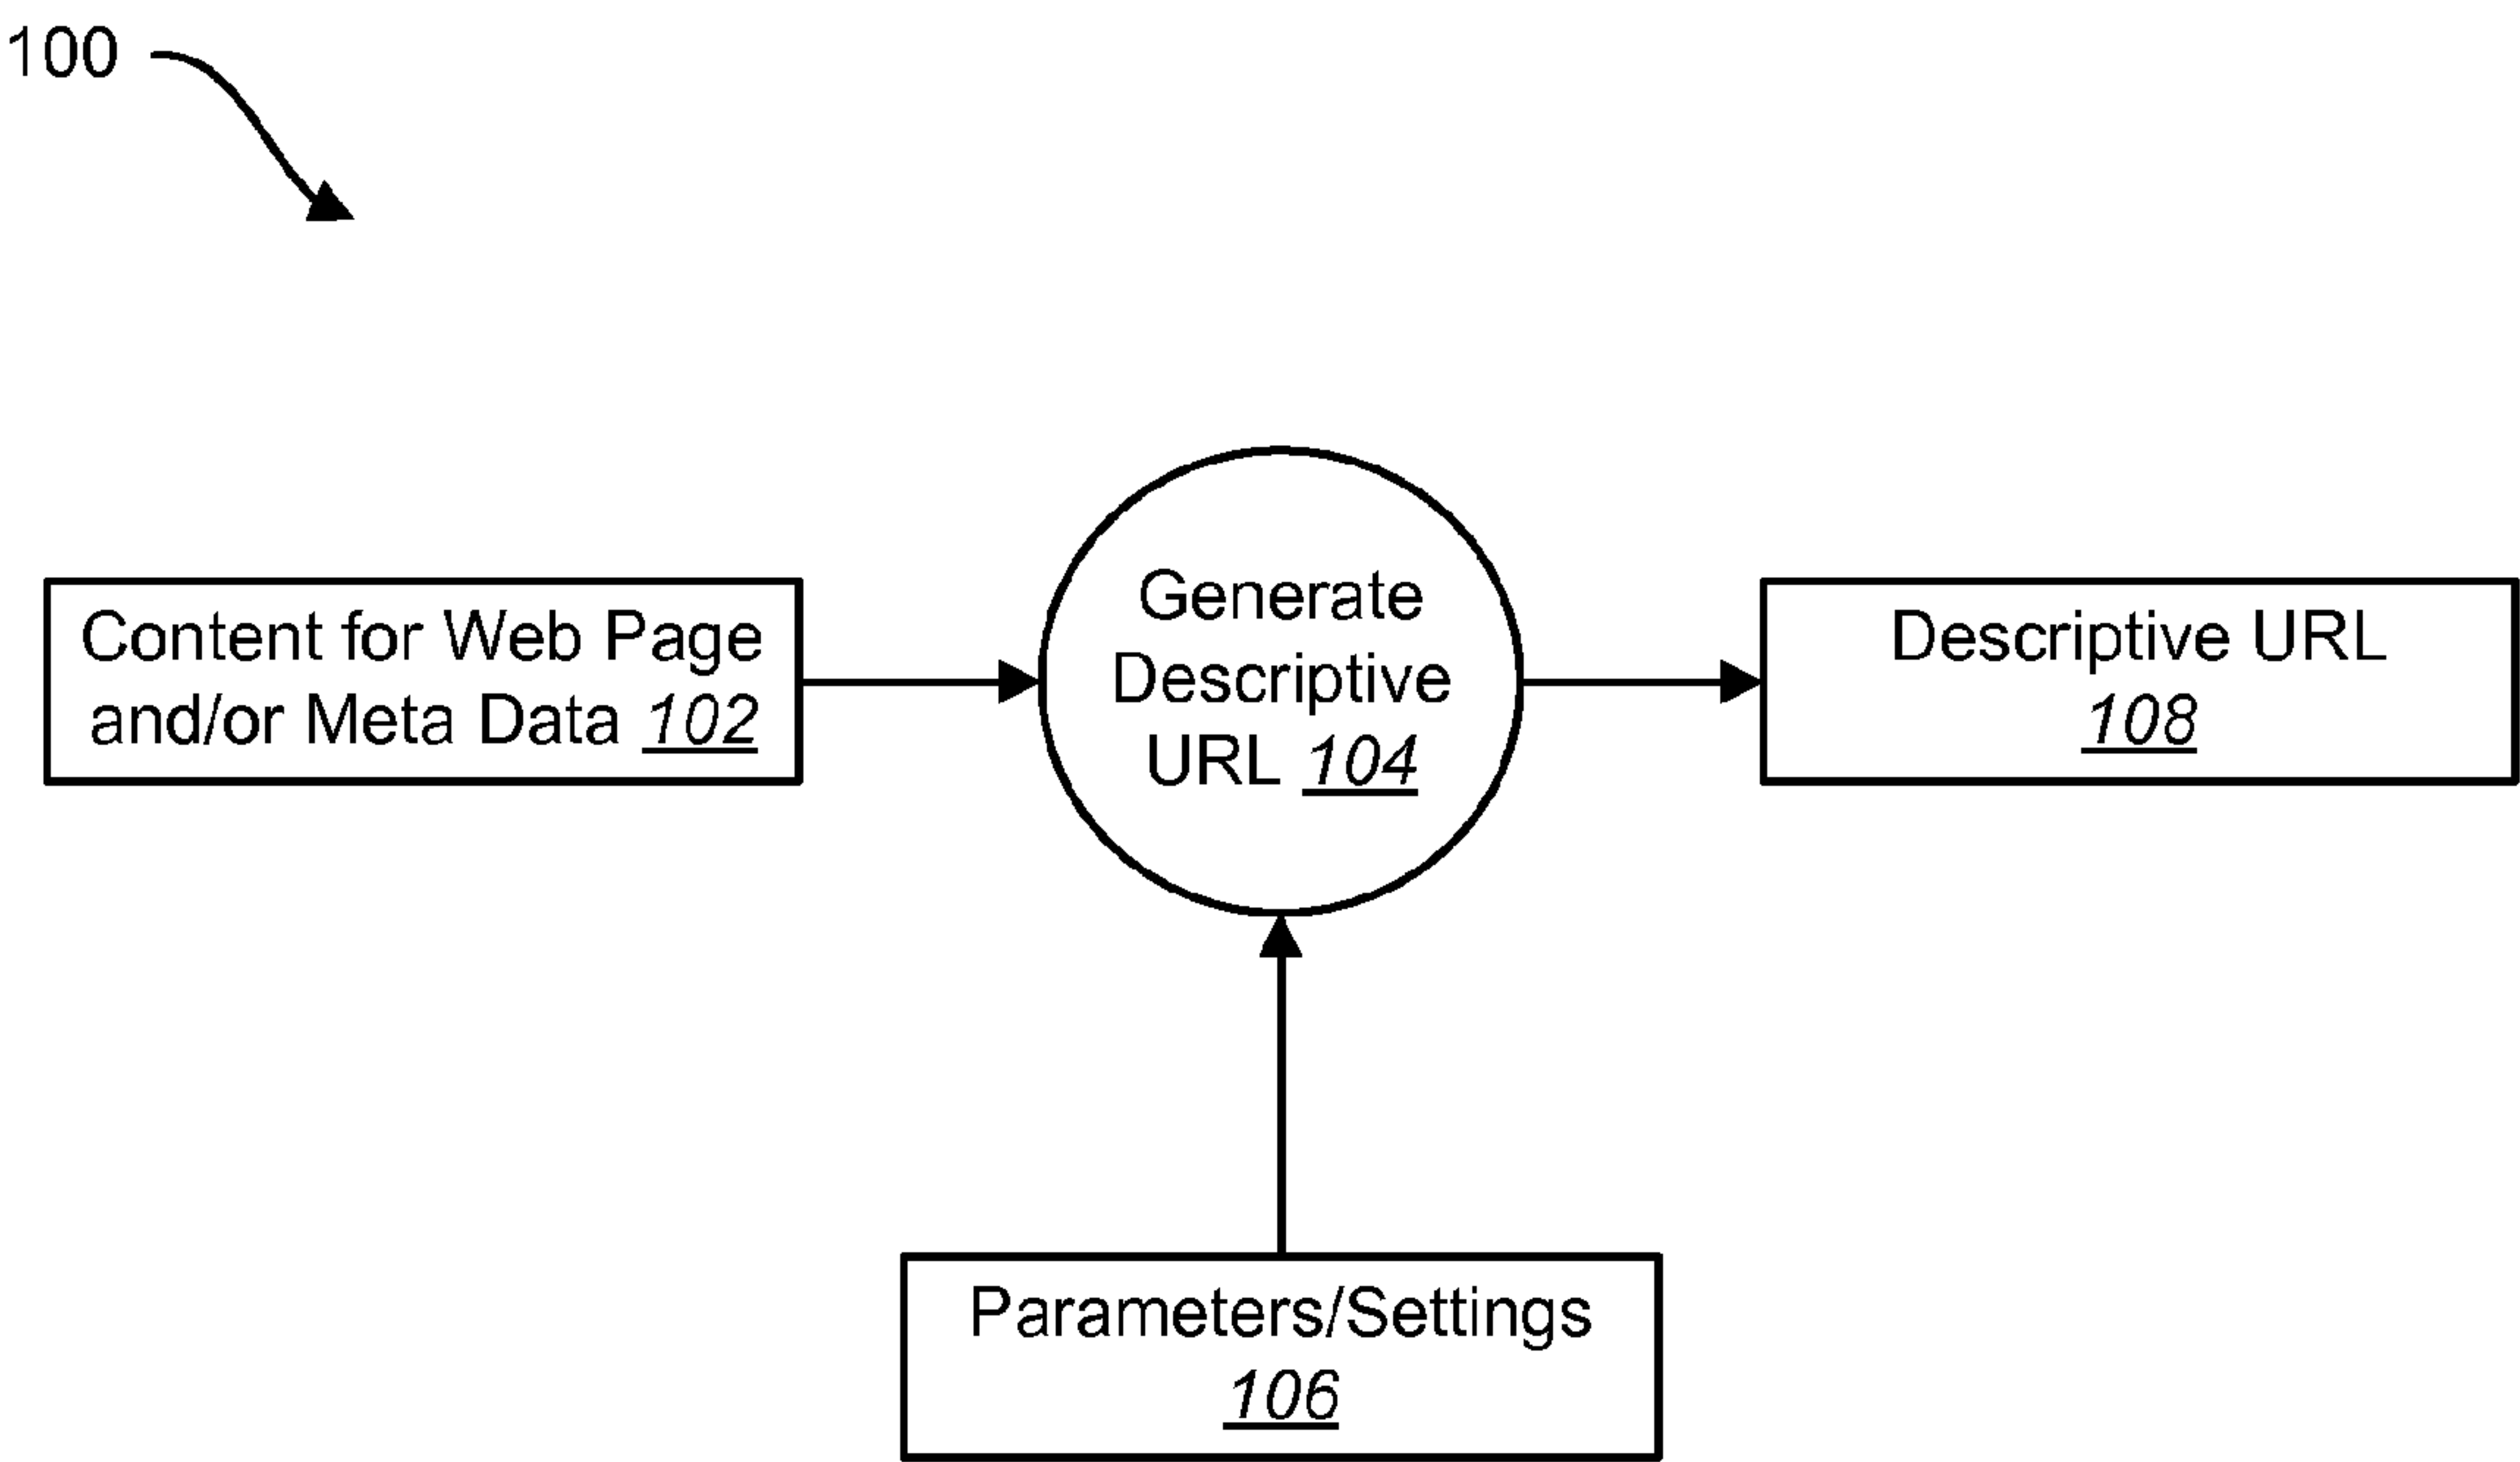 100
Content for Web Page
and/or Meta Data 102
Generate
Descriptive
URL 104
Descriptive URL
108
Parameters/Settings
106